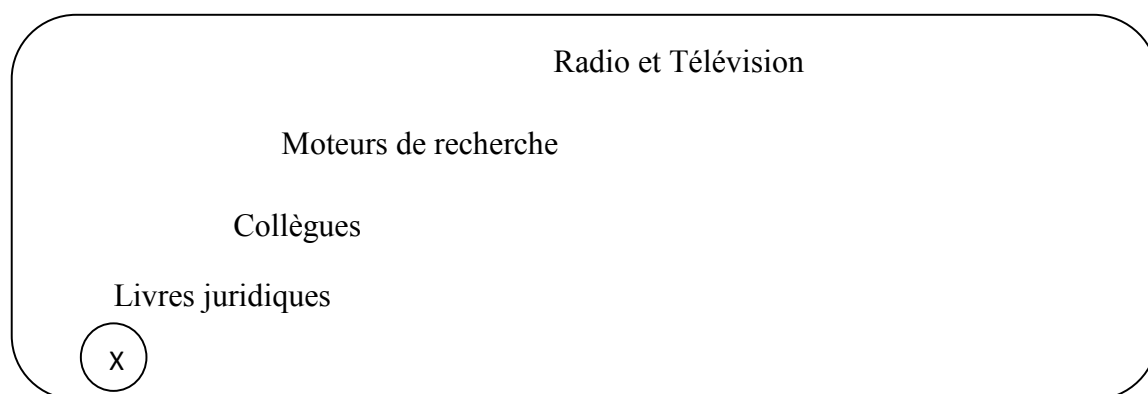 Radio et Télévision
Moteurs de recherche
Collègues
Livres juridiques
X